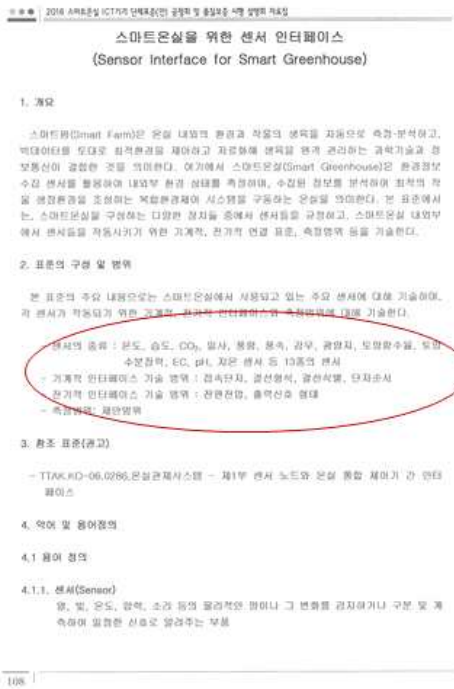 2016 스마트온실 ICT기자재 단체표준(안) 공청회 및 품질보증 시행 설명회 자료집
스마트온실을 위한 센서 인터페이스
(Sensor Interface for Smart Greenhouse)
1. 개요
스마트팜(Smart Farm)은 온실 내외의 환경과 작물의 생육을 자동으로 측정·분석하고,
빅데이터를 토대로 최적환경을 제어하고 자료화해 생육을 원격 관리하는 과학기술과 정
보통신이 결합한 것을 의미한다. 여기에서 스마트온실(Smart Greenhouse)은 환경정보
수집 센서를 활용하여 내외부 환경 상태를 측정하며, 수집된 정보를 분석하여 최적의 작
물 생장환경을 조성하는 복합환경제어 시스템을 구동하는 온실을 의미한다. 본 표준에서
는, 스마트온실을 구성하는 다양한 장치들 중에서 센서들을 규정하고, 스마트온실 내외부
에서 센서들을 작동시키기 위한 기계적, 전기적 연결 표준, 측정범위 등을 기술한다.
2. 표준의 구성 및 범위
본 표준의 주요 내용으로는 스마트온실에서 사용되고 있는 주요 센서에 대해 기술하며,
각 센서가 작동되기 위한 기계적, 전기적 인터페이스와 측정범위에 대해 기술한다.
- 센서의 종류 : 온도, 습도, CO₂, 일사, 풍향, 풍속, 감우, 광양자, 토양함수율, 토양
수분장력, EC, pH, 지온 센서 등 13종의 센서
- 기계적 인터페이스 기술 범위 : 접속단자, 결선형식, 결선식별, 단자순서
- 전기적 인터페이스 기술 범위 : 전원전압, 출력신호 형태
- 측정범위: 제안범위
3. 참조 표준(권고)
- TTAK.KO-06.0286,온실관제시스템 - 제1부 센서 노드와 온실 통합 제어기 간 인터
페이스
4. 약어 및 용어정의
4.1 용어 정의
4.1.1. 센서(Sensor)
열, 빛, 온도, 압력, 소리 등의 물리적인 양이나 그 변화를 감지하거나 구분 및 계
측하여 일정한 신호로 알려주는 부품
108